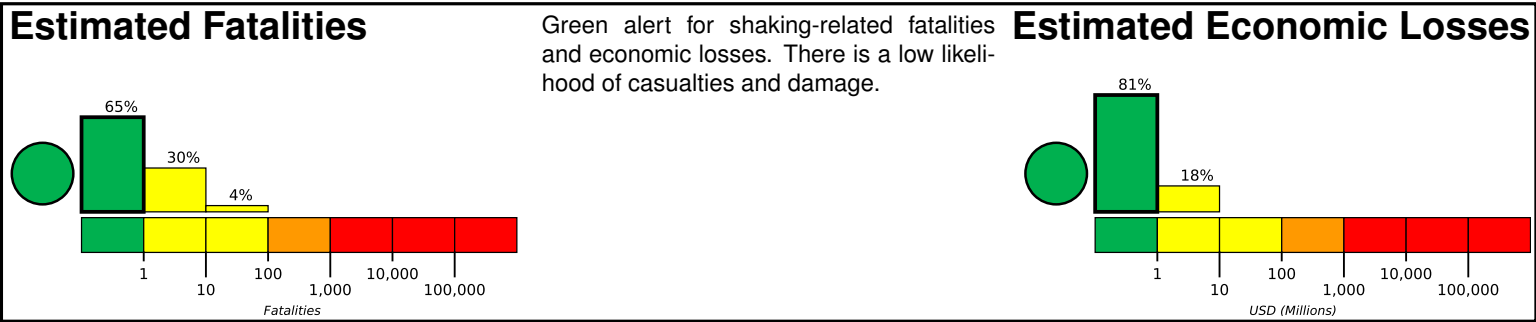 Estimated Fatalities
65%
30%
4%
1
10
100
1,000
10,000
100,000
Fatalities
Green alert for shaking-related fatalities
and economic losses. There is a low likeli-
hood of casualties and damage.
Estimated Economic Losses
81%
18%
1
10
100
1,000
10,000
100,000
USD (Millions)